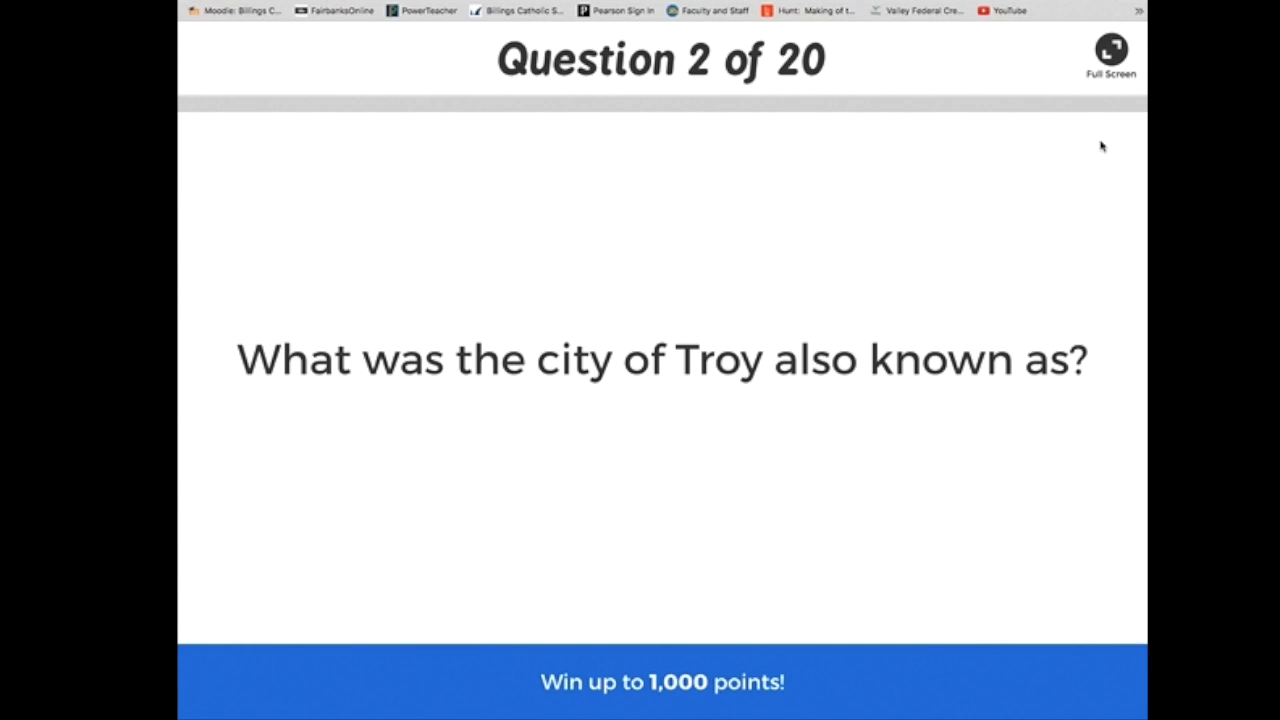 Moodle: Billings C... FairbanksOnline PowerTeacher Billings Catholic S... Pearson Sign In Faculty and Staff Hunt: Making of t... Valley Federal Cre... YouTube »
Question 2 of 20
Full Screen
What was the city of Troy also known as?
Win up to 1,000 points!